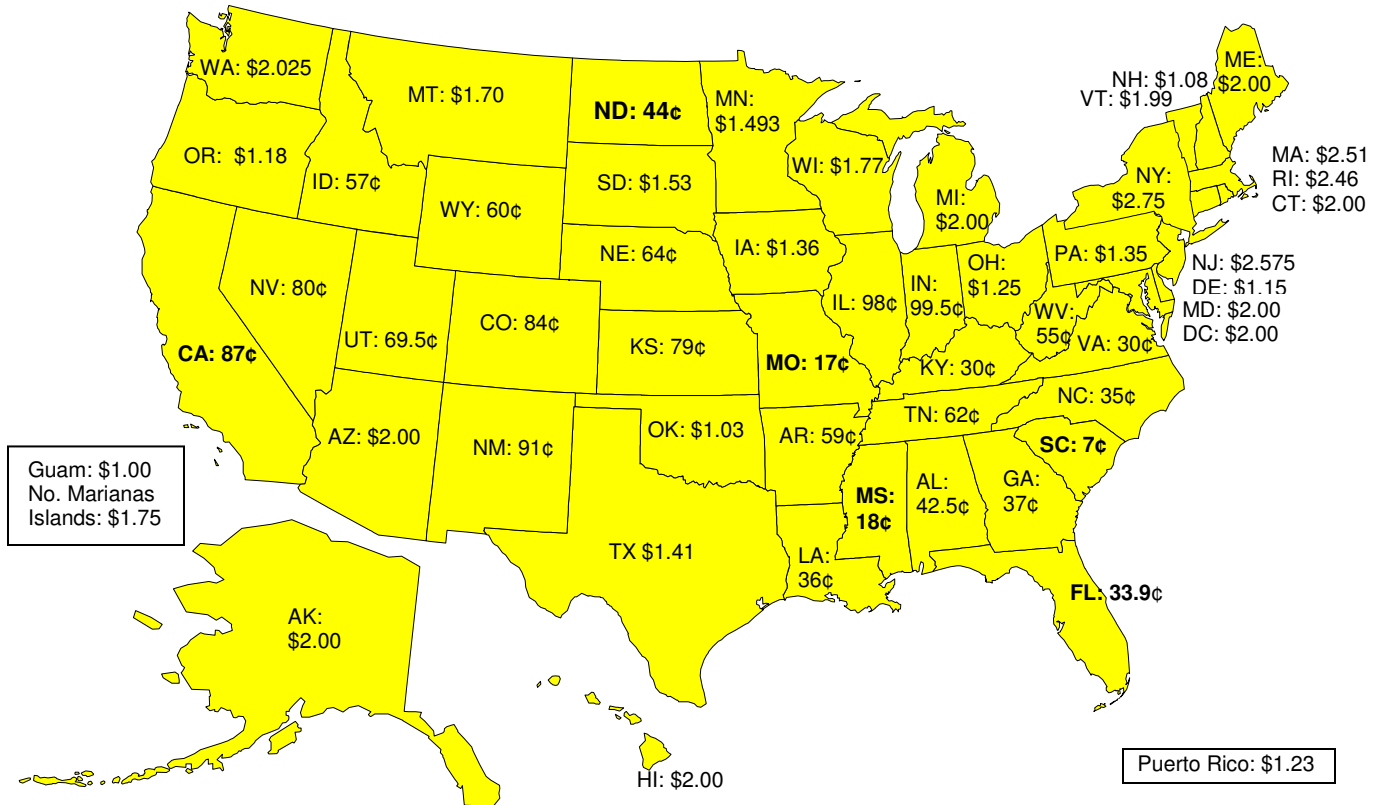 WA: $2.025
MT: $1.70
ND: 44¢
MN:
$1.493
NH: $1.08
VT: $1.99
ME:
$2.00
OR:  $1.18
ID: 57¢
WY: 60¢
SD: $1.53
WI: $1.77
MI:
$2.00
NY:
$2.75
MA: $2.51
RI: $2.46
CT: $2.00
NV: 80¢
UT: 69.5¢
CO: 84¢
NE: 64¢
IA: $1.36
IL: 98¢
IN:
99.5¢
OH:
$1.25
PA: $1.35
NJ: $2.575
DE: $1.15
MD: $2.00
DC: $2.00
CA: 87¢
KS: 79¢
MO: 17¢
KY: 30¢
WV:
55¢
VA: 30¢
AZ: $2.00
NM: 91¢
OK: $1.03
AR: 59¢
TN: 62¢
NC: 35¢
SC: 7¢
Guam: $1.00
No. Marianas
Islands: $1.75
TX $1.41
LA:
36¢
MS:
18¢
AL:
42.5¢
GA:
37¢
FL: 33.9¢
AK:
$2.00
HI: $2.00
Puerto Rico: $1.23